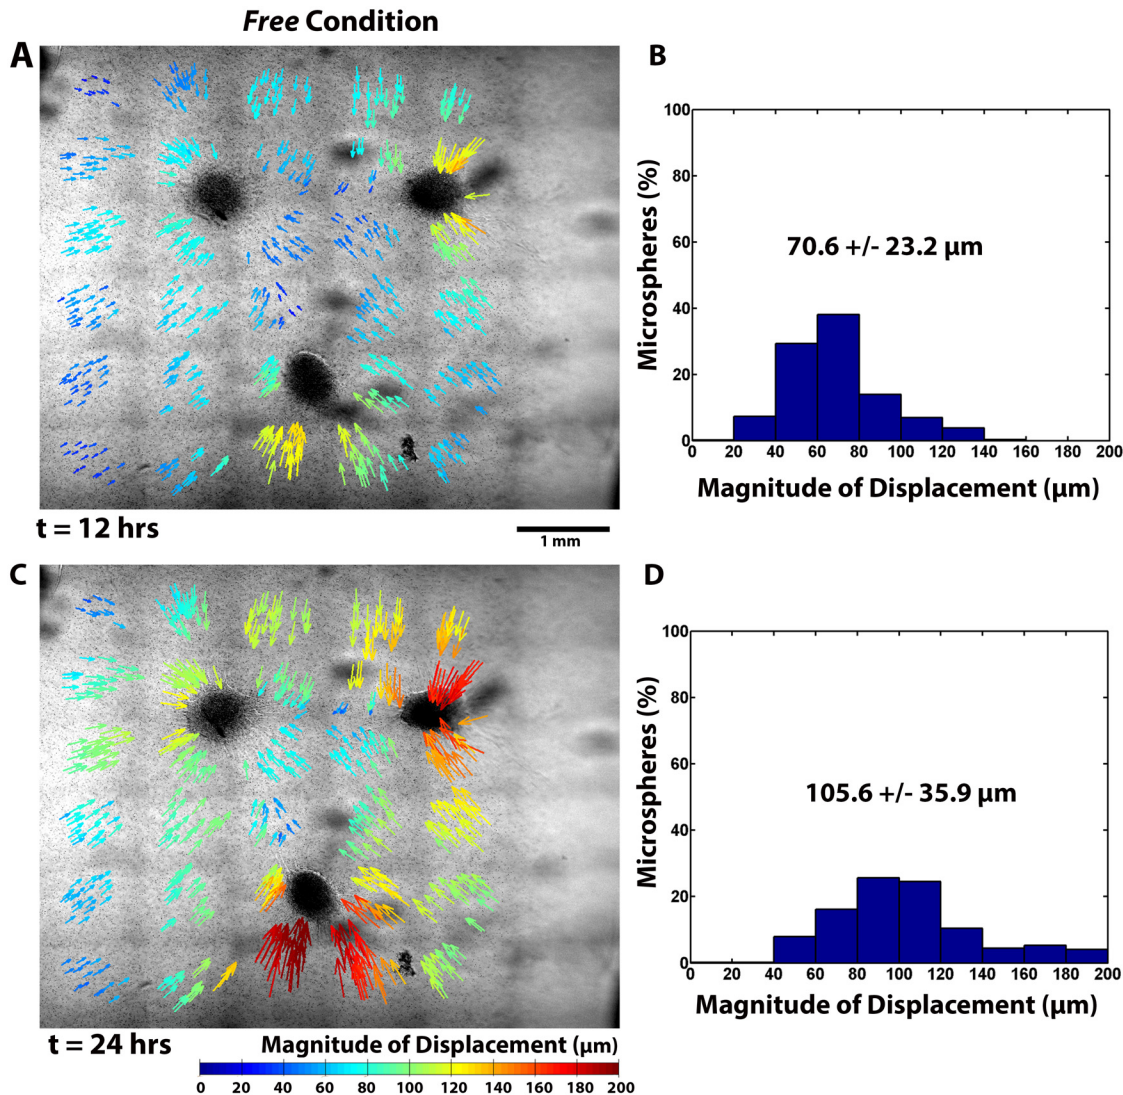 Free Condition
A
t = 12 hrs
1 mm
B
Microspheres (%)
100
80
60
40
20
0
70.6 +/- 23.2 µm
0 20 40 60 80 100 120 140 160 180 200
Magnitude of Displacement (µm)
C
t = 24 hrs
Magnitude of Displacement (µm)
0 20 40 60 80 100 120 140 160 180 200
D
Microspheres (%)
100
80
60
40
20
0
105.6 +/- 35.9 µm
0 20 40 60 80 100 120 140 160 180 200
Magnitude of Displacement (µm)